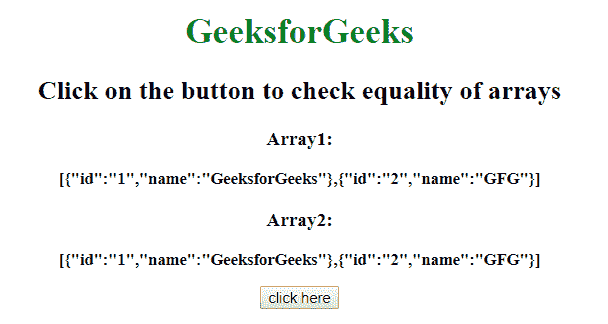 GeeksforGeeks
Click on the button to check equality of arrays
Array1:
[{"id":"1","name":"GeeksforGeeks"},{"id":"2","name":"GFG"}]
Array2:
[{"id":"1","name":"GeeksforGeeks"},{"id":"2","name":"GFG"}]
click here